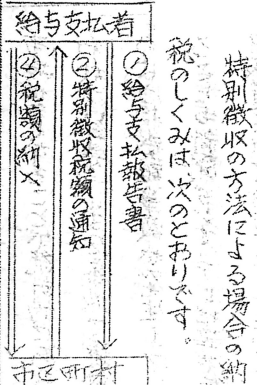 特別徴収の方法による場合の納
税のしくみは、次のとおりです。
給与支払者
①給与支払報告書
②特別徴収税額の通知
④税額の納入
市区町村